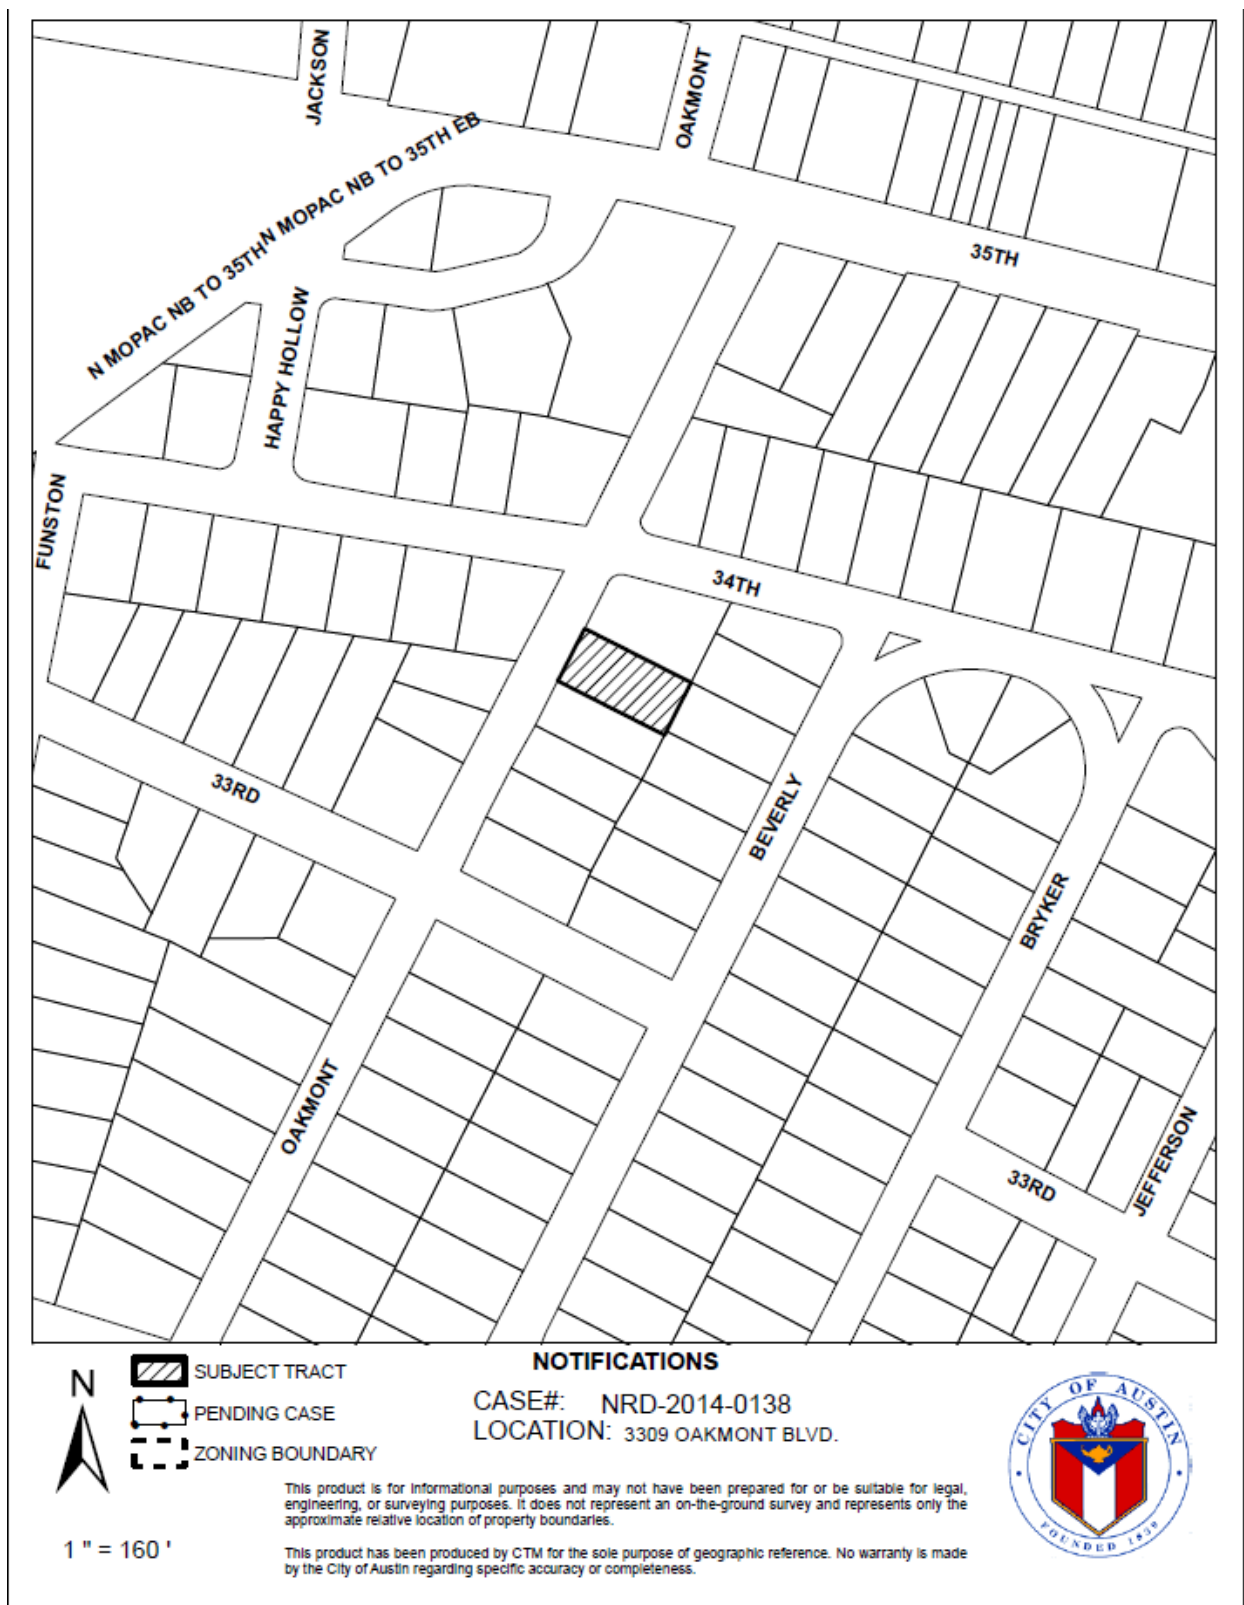 JACKSON
OAKMONT
N MOPAC NB TO 35TH EB
N MOPAC NB TO 35TH
35TH
HAPPY HOLLOW
FUNSTON
34TH
33RD
BEVERLY
BRYKER
OAKMONT
JEFFERSON
33RD
NOTIFICATIONS
N
SUBJECT TRACT
PENDING CASE
ZONING BOUNDARY
CASE#: NRD-2014-0138
LOCATION: 3309 OAKMONT BLVD.
1 " = 160 '
This product is for informational purposes and may not have been prepared for or be suitable for legal,
engineering, or surveying purposes. It does not represent an on-the-ground survey and represents only the
approximate relative location of property boundaries.
This product has been produced by CTM for the sole purpose of geographic reference. No warranty is made
by the City of Austin regarding specific accuracy or completeness.
CITY OF AUSTIN
FOUNDED 1839